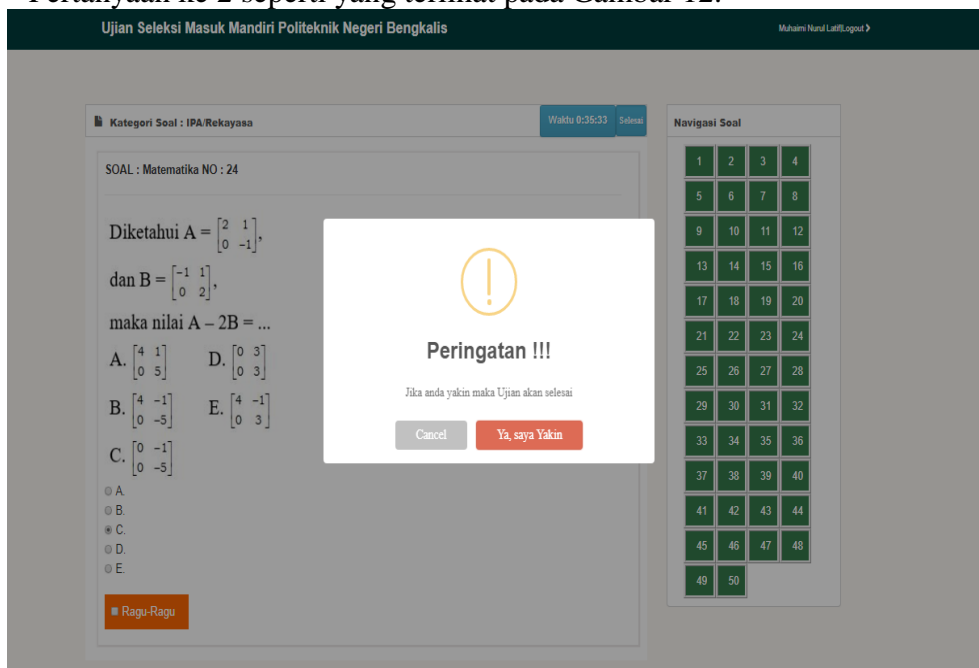 Pertanyaan ke 2 seperti yang terlihat pada Gambar 12.
Ujian Seleksi Masuk Mandiri Politeknik Negeri Bengkalis
Muhaimi Nurul Latif|Logout >
Kategori Soal : IPA/Rekayasa
Waktu 0:35:33 Selesai
SOAL : Matematika NO : 24
Diketahui A = [2 1; 0 -1],
dan B = [-1 1; 0 2],
maka nilai A – 2B = ...
A. [4 1; 0 5] D. [0 3; 0 3]
B. [4 -1; 0 -5] E. [4 -1; 0 3]
C. [0 -1; 0 -5]
A.
B.
C.
D.
E.
Ragu-Ragu
Peringatan !!!
Jika anda yakin maka Ujian akan selesai
Cancel Ya, saya Yakin
Navigasi Soal
1 2 3 4
5 6 7 8
9 10 11 12
13 14 15 16
17 18 19 20
21 22 23 24
25 26 27 28
29 30 31 32
33 34 35 36
37 38 39 40
41 42 43 44
45 46 47 48
49 50